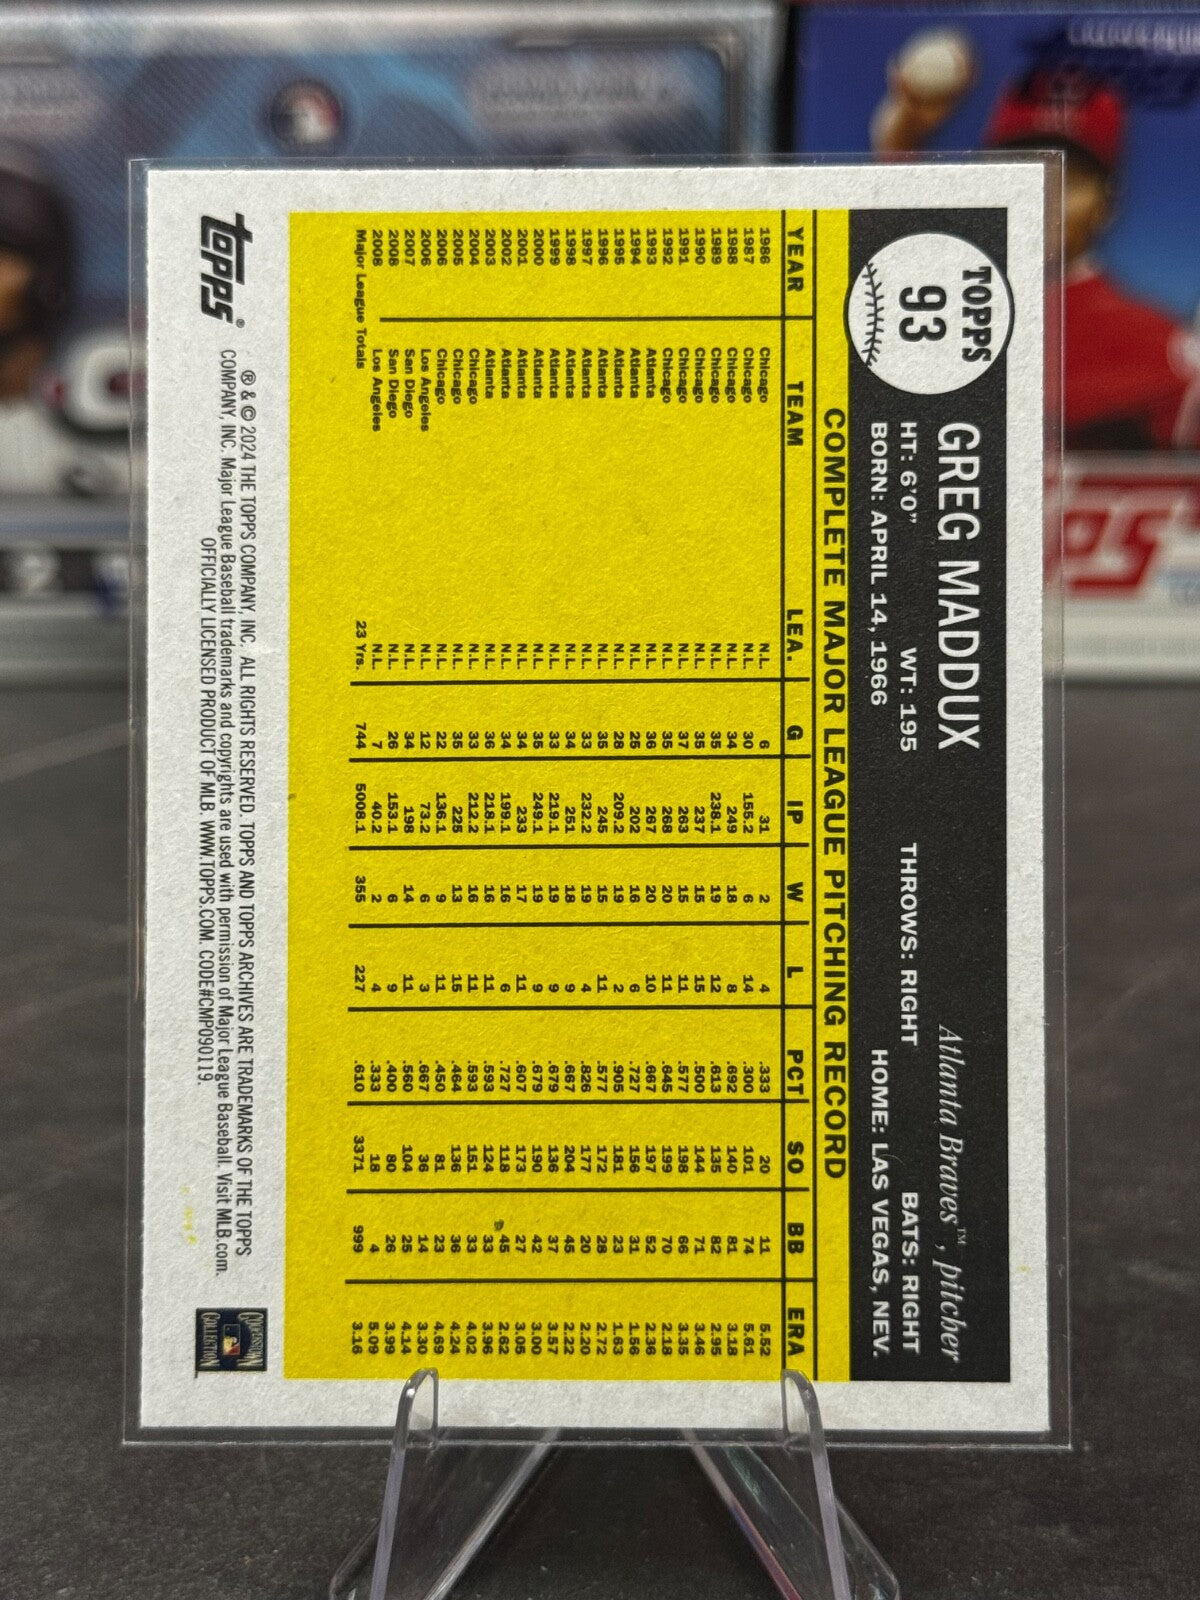 TOPPS
93
GREG MADDUX
Atlanta Braves™, pitcher
HT: 6'0" WT: 195 THROWS: RIGHT BATS: RIGHT
BORN: APRIL 14, 1966 HOME: LAS VEGAS, NEV.
COMPLETE MAJOR LEAGUE PITCHING RECORD
YEAR TEAM LEA. G IP W L PCT SO BB ERA
1986 Chicago N.L. 6 31 2 4 .333 20 11 5.52
1987 Chicago N.L. 30 155.2 6 14 .300 101 74 5.61
1988 Chicago N.L. 34 249 18 8 .692 140 81 3.18
1989 Chicago N.L. 35 238.1 19 12 .613 135 82 2.95
1990 Chicago N.L. 35 237 15 15 .500 144 71 3.46
1991 Chicago N.L. 37 263 15 11 .577 198 66 3.35
1992 Chicago N.L. 35 268 20 11 .645 199 70 2.18
1993 Atlanta N.L. 36 267 20 10 .667 197 52 2.36
1994 Atlanta N.L. 25 202 16 6 .727 156 31 1.56
1995 Atlanta N.L. 28 209.2 19 2 .905 181 23 1.63
1996 Atlanta N.L. 35 245 15 11 .577 172 28 2.72
1997 Atlanta N.L. 33 232.2 19 4 .826 177 20 2.20
1998 Atlanta N.L. 34 251 18 9 .667 204 45 2.22
1999 Atlanta N.L. 33 219.1 19 9 .679 136 37 3.57
2000 Atlanta N.L. 35 249.1 19 9 .679 190 42 3.00
2001 Atlanta N.L. 34 233 17 11 .607 173 27 3.05
2002 Atlanta N.L. 34 199.1 16 6 .727 118 45 2.62
2003 Atlanta N.L. 36 218.1 16 11 .593 124 33 3.96
2004 Chicago N.L. 33 212.2 16 11 .593 151 33 4.02
2005 Chicago N.L. 35 225 13 15 .464 136 36 4.24
2006 Chicago N.L. 22 136.1 9 11 .450 81 23 4.69
2006 Los Angeles N.L. 12 73.2 6 3 .667 36 14 3.30
2007 San Diego N.L. 34 198 14 11 .560 104 25 4.14
2008 San Diego N.L. 26 153.1 6 9 .400 80 26 3.99
2008 Los Angeles N.L. 7 40.2 2 4 .333 18 4 5.09
Major League Totals 23 Yrs. 744 5008.1 355 227 .610 3371 999 3.16
topps®
® & © 2024 THE TOPPS COMPANY, INC. ALL RIGHTS RESERVED. TOPPS AND TOPPS ARCHIVES ARE TRADEMARKS OF THE TOPPS
COMPANY, INC. Major League Baseball trademarks and copyrights are used with permission of Major League Baseball. Visit MLB.com.
OFFICIALLY LICENSED PRODUCT OF MLB. WWW.TOPPS.COM. CODE#CMP090119.
COOPERSTOWN
COLLECTION